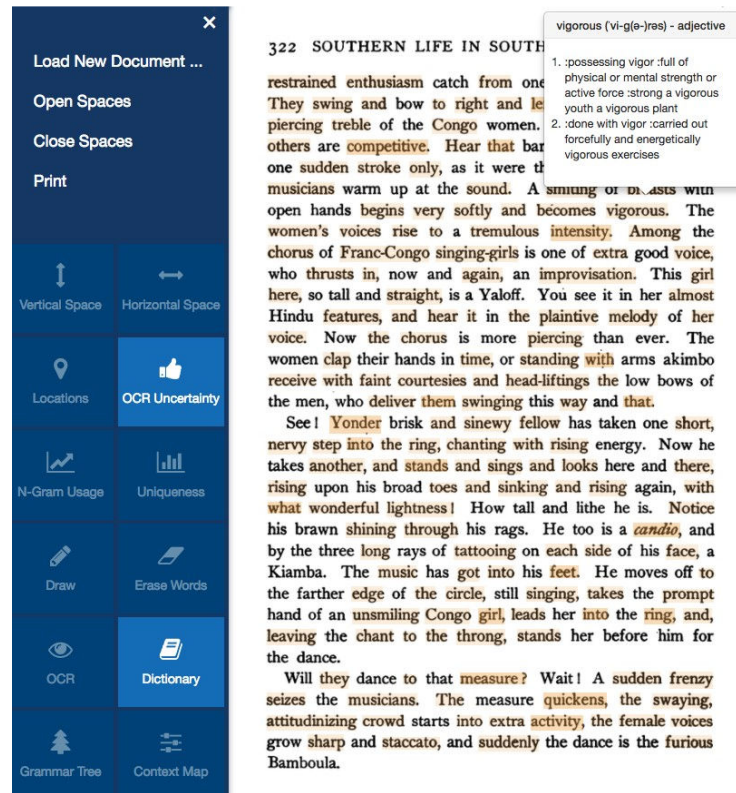 ×
Load New Document ...
Open Spaces
Close Spaces
Print
Vertical Space
Horizontal Space
Locations
OCR Uncertainty
N-Gram Usage
Uniqueness
Draw
Erase Words
OCR
Dictionary
Grammar Tree
Context Map
322 SOUTHERN LIFE IN SOUTH
restrained enthusiasm catch from one
They swing and bow to right and le
piercing treble of the Congo women.
others are competitive. Hear that bar
one sudden stroke only, as it were th
musicians warm up at the sound. A smiting of breasts with
open hands begins very softly and becomes vigorous. The
women's voices rise to a tremulous intensity. Among the
chorus of Franc-Congo singing-girls is one of extra good voice,
who thrusts in, now and again, an improvisation. This girl
here, so tall and straight, is a Yaloff. You see it in her almost
Hindu features, and hear it in the plaintive melody of her
voice. Now the chorus is more piercing than ever. The
women clap their hands in time, or standing with arms akimbo
receive with faint courtesies and head-liftings the low bows of
the men, who deliver them swinging this way and that.
See! Yonder brisk and sinewy fellow has taken one short,
nervy step into the ring, chanting with rising energy. Now he
takes another, and stands and sings and looks here and there,
rising upon his broad toes and sinking and rising again, with
what wonderful lightness! How tall and lithe he is. Notice
his brawn shining through his rags. He too is a candio, and
by the three long rays of tattooing on each side of his face, a
Kiamba. The music has got into his feet. He moves off to
the farther edge of the circle, still singing, takes the prompt
hand of an unsmiling Congo girl, leads her into the ring, and,
leaving the chant to the throng, stands her before him for
the dance.
Will they dance to that measure? Wait! A sudden frenzy
seizes the musicians. The measure quickens, the swaying,
attitudinizing crowd starts into extra activity, the female voices
grow sharp and staccato, and suddenly the dance is the furious
Bamboula.
vigorous ('vi-g(ə-)rəs) - adjective
1. :possessing vigor :full of
physical or mental strength or
active force :strong a vigorous
youth a vigorous plant
2. :done with vigor :carried out
forcefully and energetically
vigorous exercises